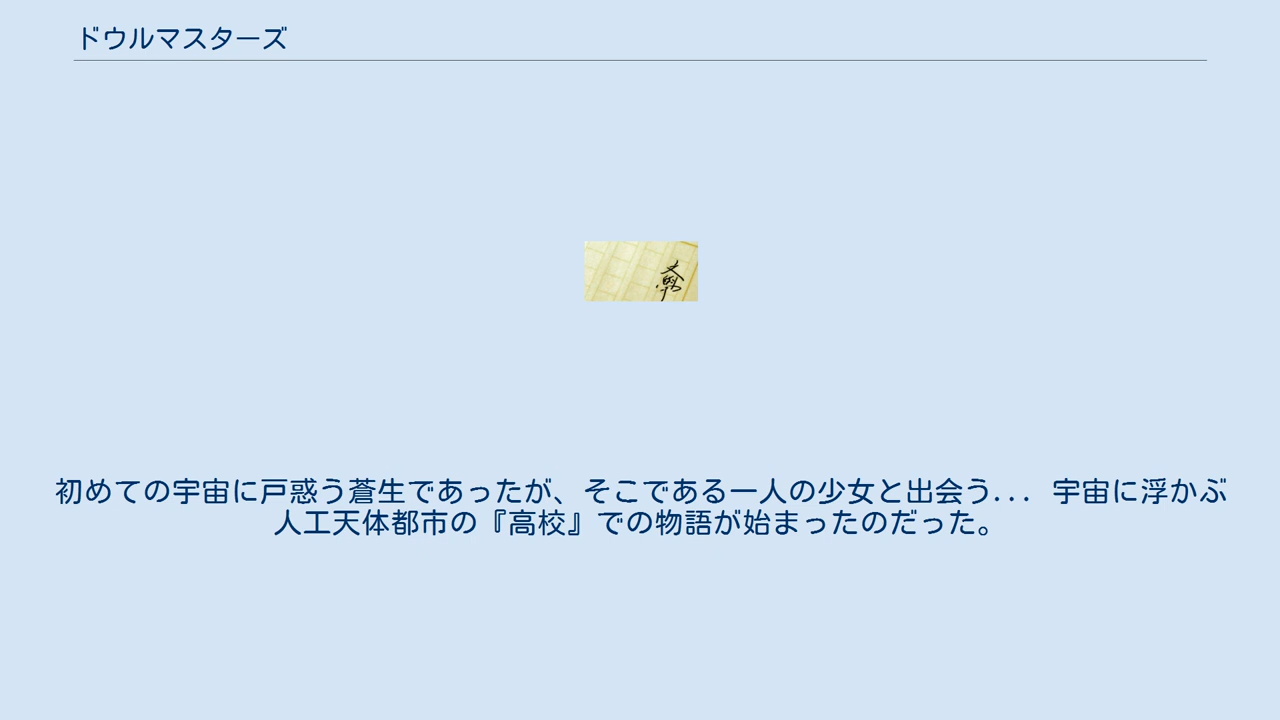 ドウルマスターズ
初めての宇宙に戸惑う蒼生であったが、そこである一人の少女と出会う... 宇宙に浮かぶ
人工天体都市の『高校』での物語が始まったのだった。